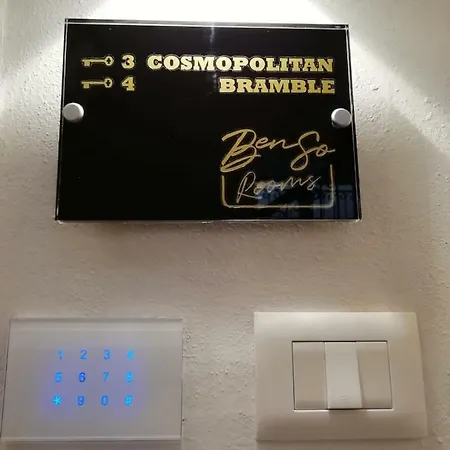 3 COSMOPOLITAN
4 BRAMBLE
BenSo
Rooms
1 2 3 4
5 6 7 8
* 9 0